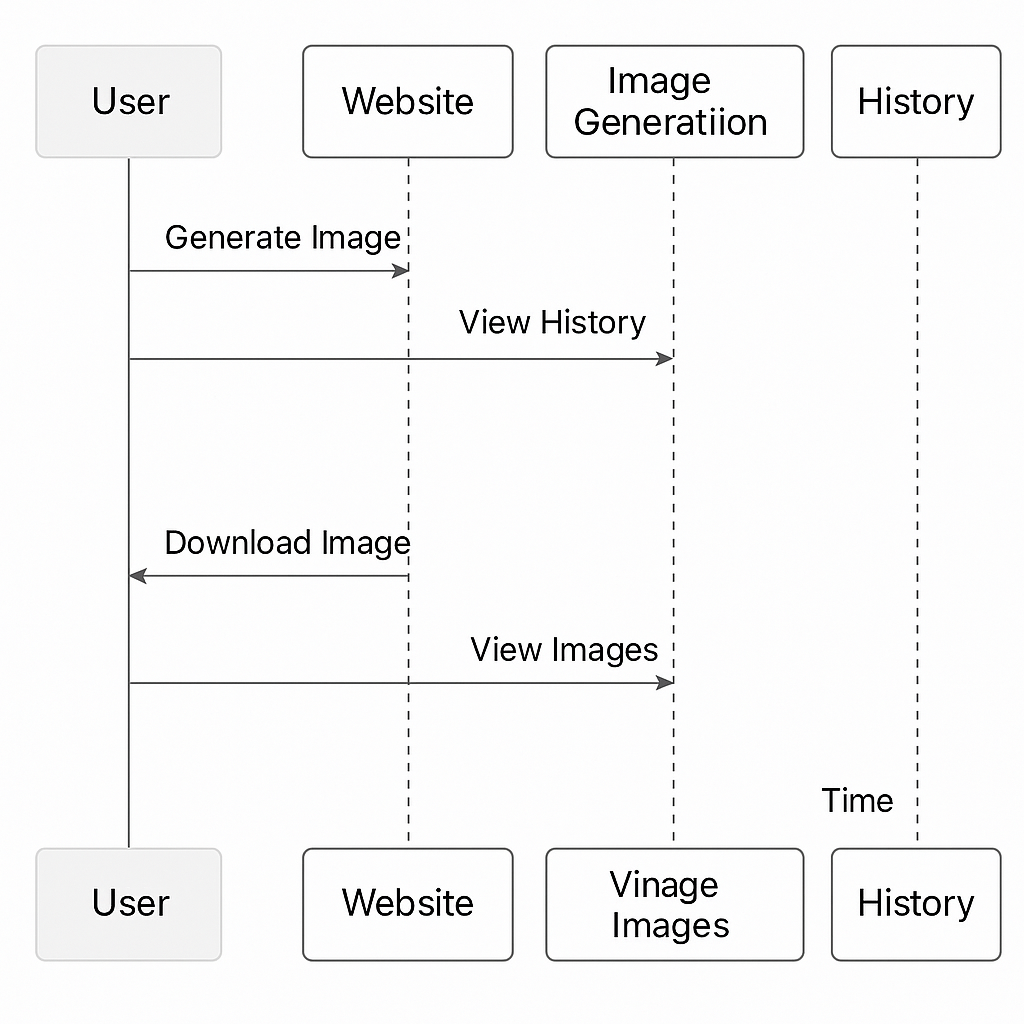 User
Website
Image
Generatiion
History
Generate Image
View History
Download Image
View Images
Time
User
Website
Vinage
Images
History